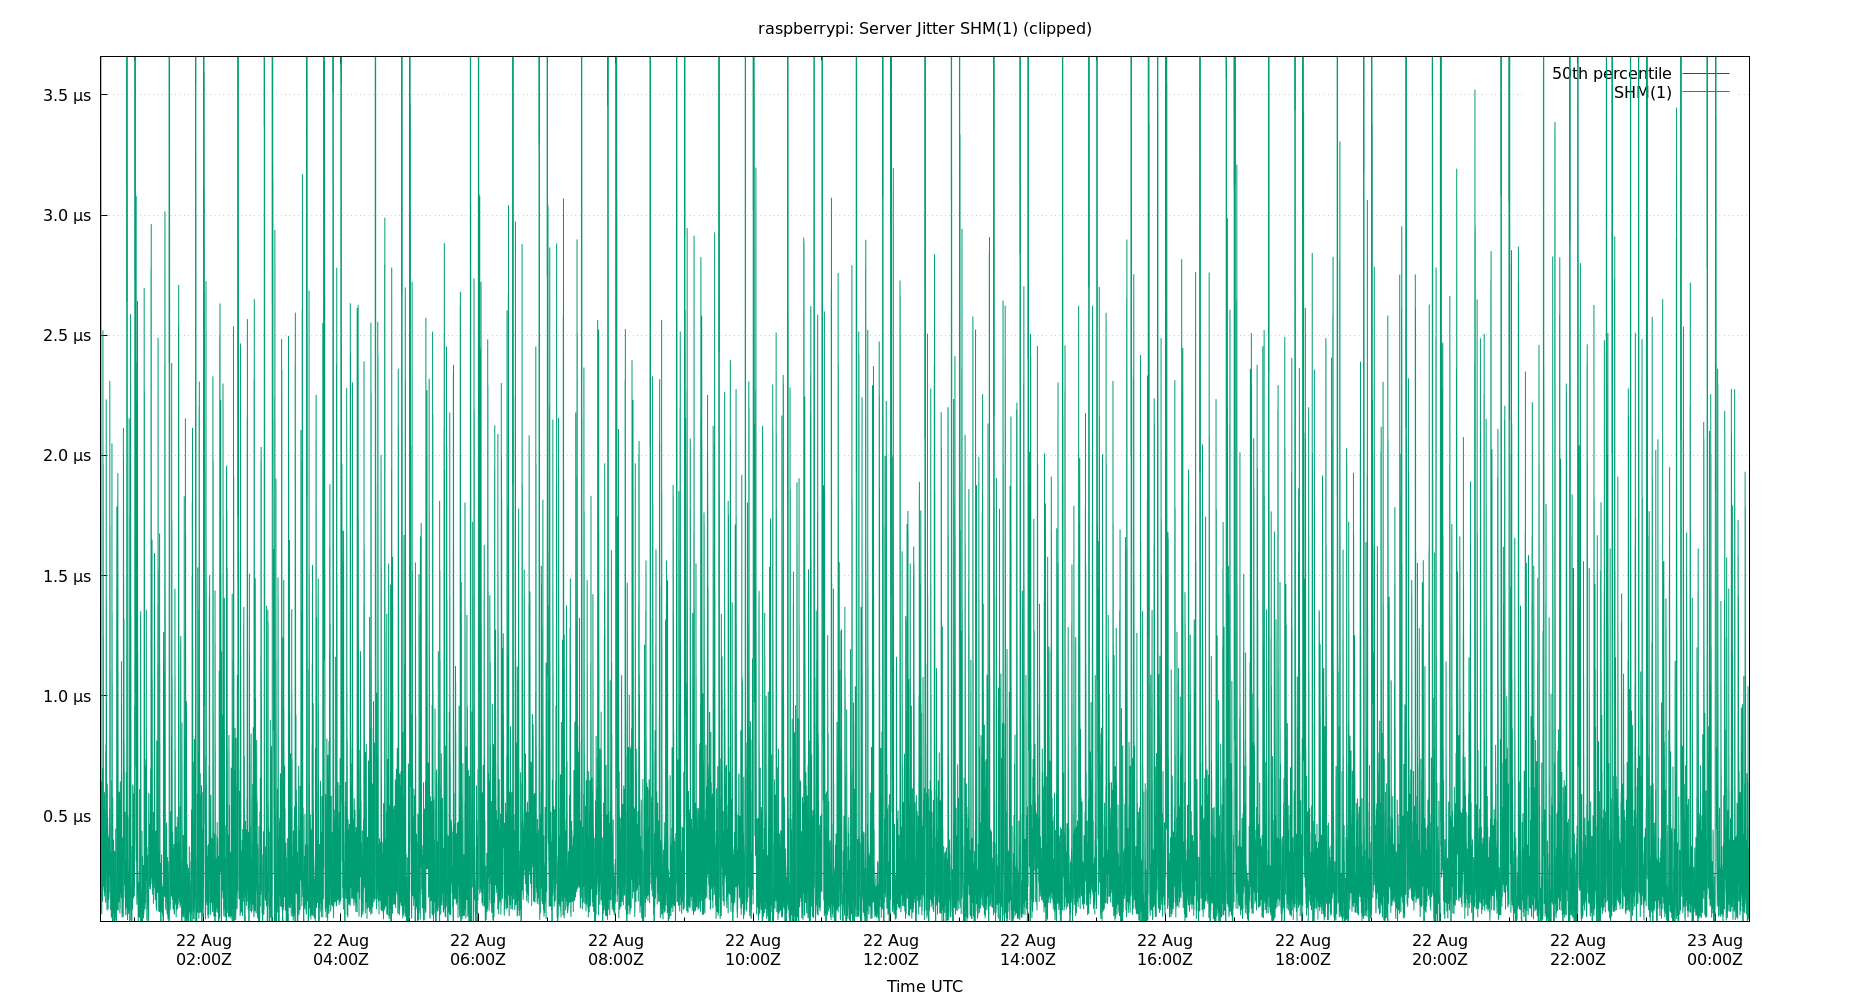 raspberrypi: Server Jitter SHM(1) (clipped)
50th percentile
SHM(1)
3.5 µs
3.0 µs
2.5 µs
2.0 µs
1.5 µs
1.0 µs
0.5 µs
22 Aug 22 Aug 22 Aug 22 Aug 22 Aug 22 Aug 22 Aug 22 Aug 22 Aug 22 Aug 22 Aug 23 Aug
02:00Z 04:00Z 06:00Z 08:00Z 10:00Z 12:00Z 14:00Z 16:00Z 18:00Z 20:00Z 22:00Z 00:00Z
Time UTC